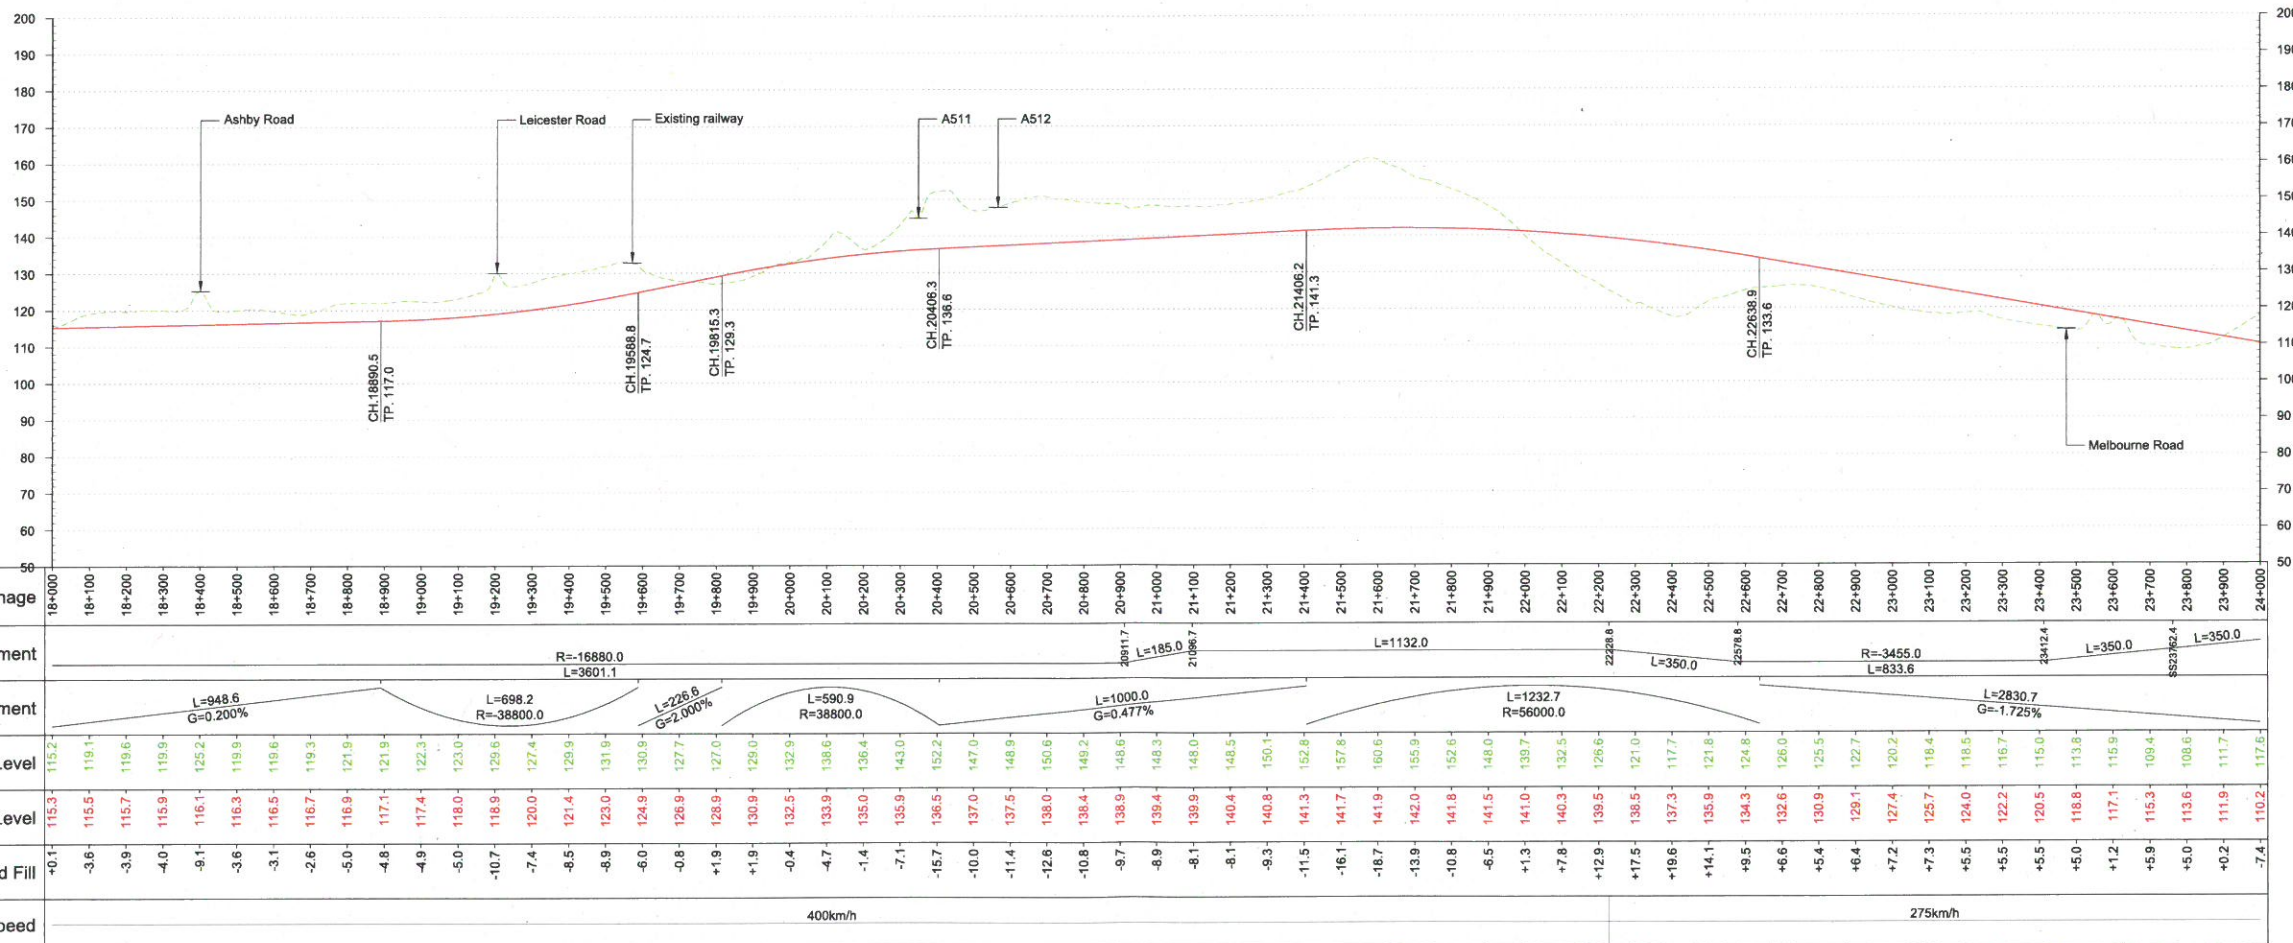 200
190
180
170
160
150
140
130
120
110
100
90
80
70
60
50
Ashby Road
Leicester Road
Existing railway
A511
A512
Melbourne Road
CH.18890.5
TP. 117.0
CH.19588.8
TP. 124.7
CH.19815.3
TP. 129.3
CH.20406.3
TP. 136.6
CH.21406.2
TP. 141.3
CH.22638.9
TP. 133.6
200
190
180
170
160
150
140
130
120
110
100
90
80
70
60
50
nage 18+000 18+100 18+200 18+300 18+400 18+500 18+600 18+700 18+800 18+900 19+000 19+100 19+200 19+300 19+400 19+500 19+600 19+700 19+800 19+900 20+000 20+100 20+200 20+300 20+400 20+500 20+600 20+700 20+800 20+900 21+000 21+100 21+200 21+300 21+400 21+500 21+600 21+700 21+800 21+900 22+000 22+100 22+200 22+300 22+400 22+500 22+600 22+700 22+800 22+900 23+000 23+100 23+200 23+300 23+400 23+500 23+600 23+700 23+800 23+900 24+000
ment R=-16880.0 20911.7 L=185.0 21096.7 L=1132.0 22228.8 L=350.0 22578.8 R=-3455.0 23412.4 L=350.0 SS23762.4 L=350.0
L=3601.1 L=833.6
ment L=948.6 L=698.2 L=226.6 L=590.9 L=1000.0 L=1232.7 L=2830.7
G=0.200% R=-38800.0 G=2.000% R=38800.0 G=0.477% R=56000.0 G=-1.725%
Level 115.2 119.1 119.6 119.9 125.2 119.9 119.6 119.3 121.9 121.9 122.3 123.0 129.6 127.4 129.9 131.9 130.9 127.7 127.0 129.0 132.9 138.6 136.4 143.0 152.2 147.0 148.9 150.6 149.2 148.6 148.3 148.0 148.5 150.1 152.8 157.8 160.6 155.9 152.6 148.0 139.7 132.5 126.6 121.0 117.7 121.8 124.8 126.0 125.5 122.7 120.2 118.4 118.5 116.7 115.0 113.8 115.9 109.4 108.6 111.7 117.6
Level 115.3 115.5 115.7 115.9 116.1 116.3 116.5 116.7 116.9 117.1 117.4 118.0 118.9 120.0 121.4 123.0 124.9 126.9 128.9 130.9 132.5 133.9 135.0 135.9 136.5 137.0 137.5 138.0 138.4 138.9 139.4 139.9 140.4 140.8 141.3 141.7 141.9 142.0 141.8 141.5 141.0 140.3 139.5 138.5 137.3 135.9 134.3 132.6 130.9 129.1 127.4 125.7 124.0 122.2 120.5 118.8 117.1 115.3 113.6 111.9 110.2
d Fill +0.1 -3.6 -3.9 -4.0 -9.1 -3.6 -3.1 -2.6 -5.0 -4.8 -4.9 -5.0 -10.7 -7.4 -8.5 -8.9 -6.0 -0.8 +1.9 +1.9 -0.4 -4.7 -1.4 -7.1 -15.7 -10.0 -11.4 -12.6 -10.8 -9.7 -8.9 -8.1 -8.1 -9.3 -11.5 -16.1 -18.7 -13.9 -10.8 -6.5 +1.3 +7.8 +12.9 +17.5 +19.6 +14.1 +9.5 +6.6 +5.4 +6.4 +7.2 +7.3 +5.5 +5.5 +5.5 +5.0 +1.2 +5.9 +5.0 +0.2 -7.4
peed 400km/h 275km/h